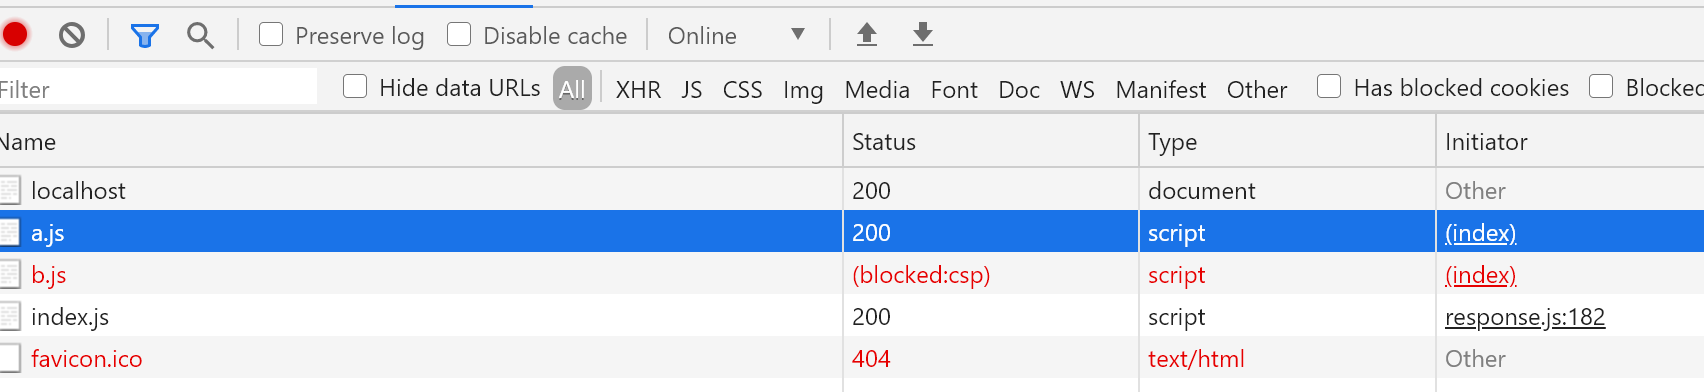 Preserve log Disable cache Online
Filter Hide data URLs All XHR JS CSS Img Media Font Doc WS Manifest Other Has blocked cookies Blocked
Name Status Type Initiator
localhost 200 document Other
a.js 200 script (index)
b.js (blocked:csp) script (index)
index.js 200 script response.js:182
favicon.ico 404 text/html Other